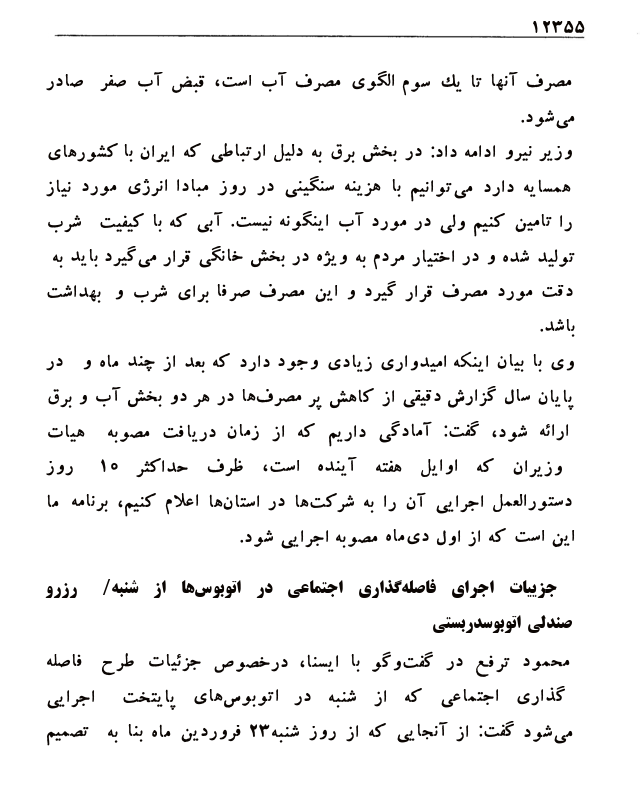 ۱۲۳۵۵
مصرف آنها تا یك سوم الگوی مصرف آب است، قبض آب صفر صادر
می‌شود.
وزیر نیرو ادامه داد: در بخش برق به دلیل ارتباطی که ایران با کشورهای
همسایه دارد می‌توانیم با هزینه سنگینی در روز مبادا انرژی مورد نیاز
را تامین کنیم ولی در مورد آب اینگونه نیست. آبی که با کیفیت شرب
تولید شده و در اختیار مردم به ویژه در بخش خانگی قرار می‌گیرد باید به
دقت مورد مصرف قرار گیرد و این مصرف صرفا برای شرب و بهداشت
باشد.
وی با بیان اینکه امیدواری زیادی وجود دارد که بعد از چند ماه و در
پایان سال گزارش دقیقی از کاهش پر مصرف‌ها در هر دو بخش آب و برق
ارائه شود، گفت: آمادگی داریم که از زمان دریافت مصوبه هیات
وزیران که اوایل هفته آینده است، ظرف حداکثر ۱۵ روز
دستورالعمل اجرایی آن را به شرکت‌ها در استان‌ها اعلام کنیم، برنامه ما
این است که از اول دی‌ماه مصوبه اجرایی شود.
جزییات اجرای فاصله‌گذاری اجتماعی در اتوبوس‌ها از شنبه/ رزرو
صندلی اتوبوسدربستی
محمود ترفع در گفت‌وگو با ایسنا، درخصوص جزئیات طرح فاصله
گذاری اجتماعی که از شنبه در اتوبوس‌های پایتخت اجرایی
می‌شود گفت: از آنجایی که از روز شنبه۲۳ فروردین ماه بنا به تصمیم